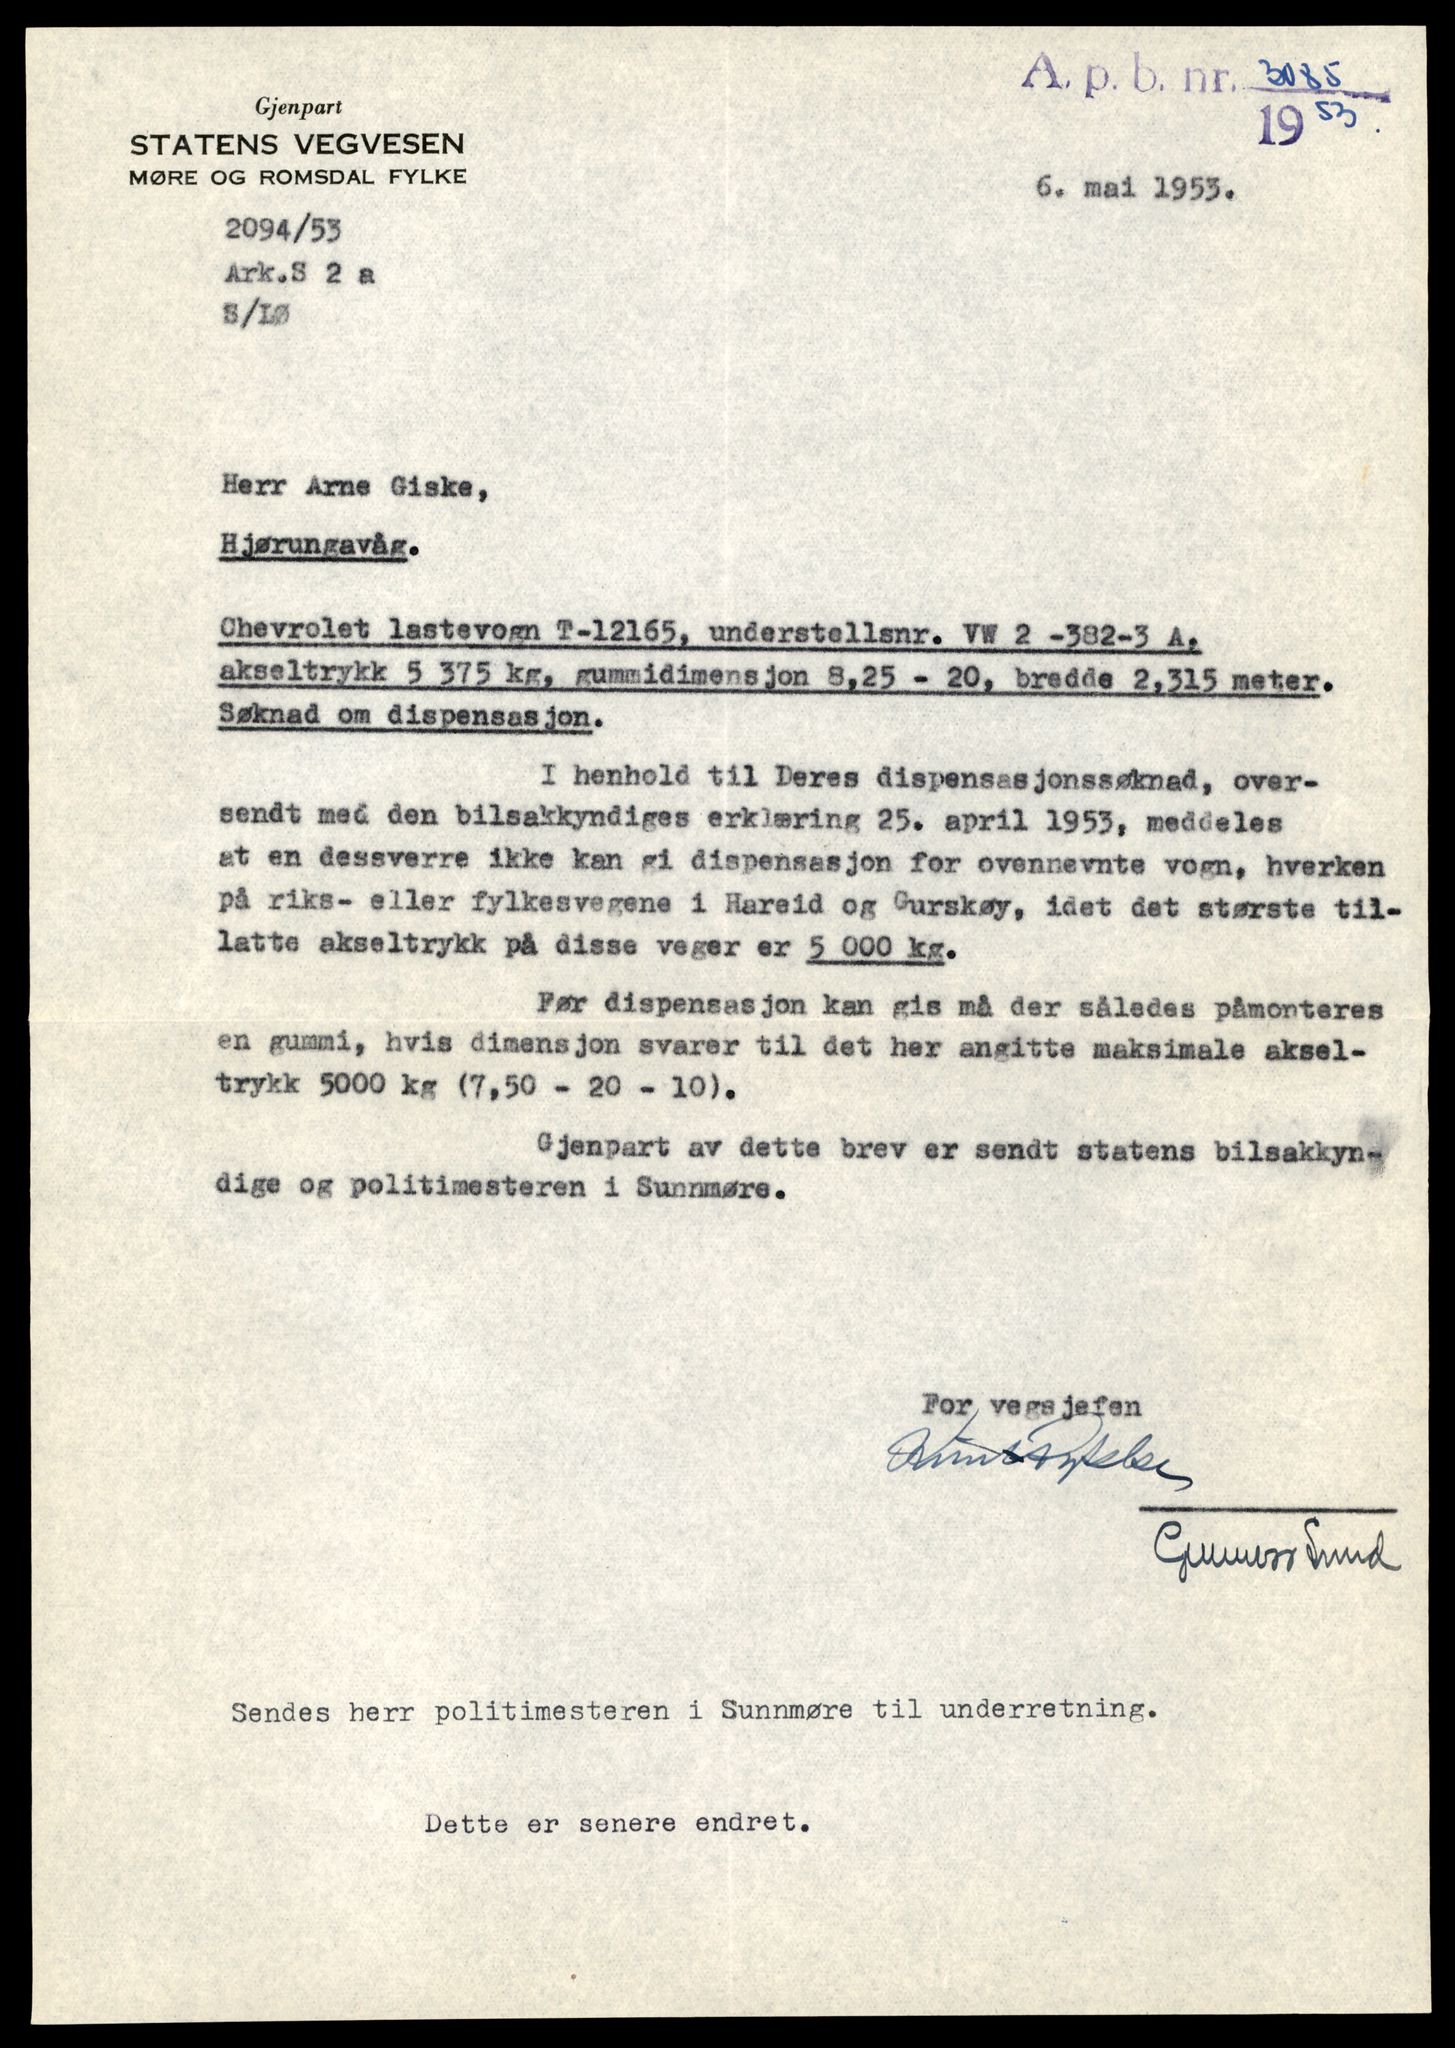 A. p. b. nr. 3085
1953.
Gjenpart
STATENS VEGVESEN
MØRE OG ROMSDAL FYLKE
6. mai 1953.
2094/53
Ark.S 2 a
S/LØ
Herr Arne Giske,
Hjørungavåg.
Chevrolet lastevogn T-12165, understellsnr. VW 2 -382-3 A,
akseltrykk 5 375 kg, gummidimensjon 8,25 - 20, bredde 2,315 meter.
Søknad om dispensasjon.
I henhold til Deres dispensasjonssøknad, over-
sendt med den bilsakkyndiges erklæring 25. april 1953, meddeles
at en dessverre ikke kan gi dispensasjon for ovennevnte vogn, hverken
på riks- eller fylkesvegene i Hareid og Gurskøy, idet det største til-
latte akseltrykk på disse veger er 5 000 kg.
Før dispensasjon kan gis må der således påmonteres
en gummi, hvis dimensjon svarer til det her angitte maksimale aksel-
trykk 5000 kg (7,50 - 20 - 10).
Gjenpart av dette brev er sendt statens bilsakkyn-
dige og politimesteren i Sunnmøre.
For vegsjefen
Sendes herr politimesteren i Sunnmøre til underretning.
Dette er senere endret.